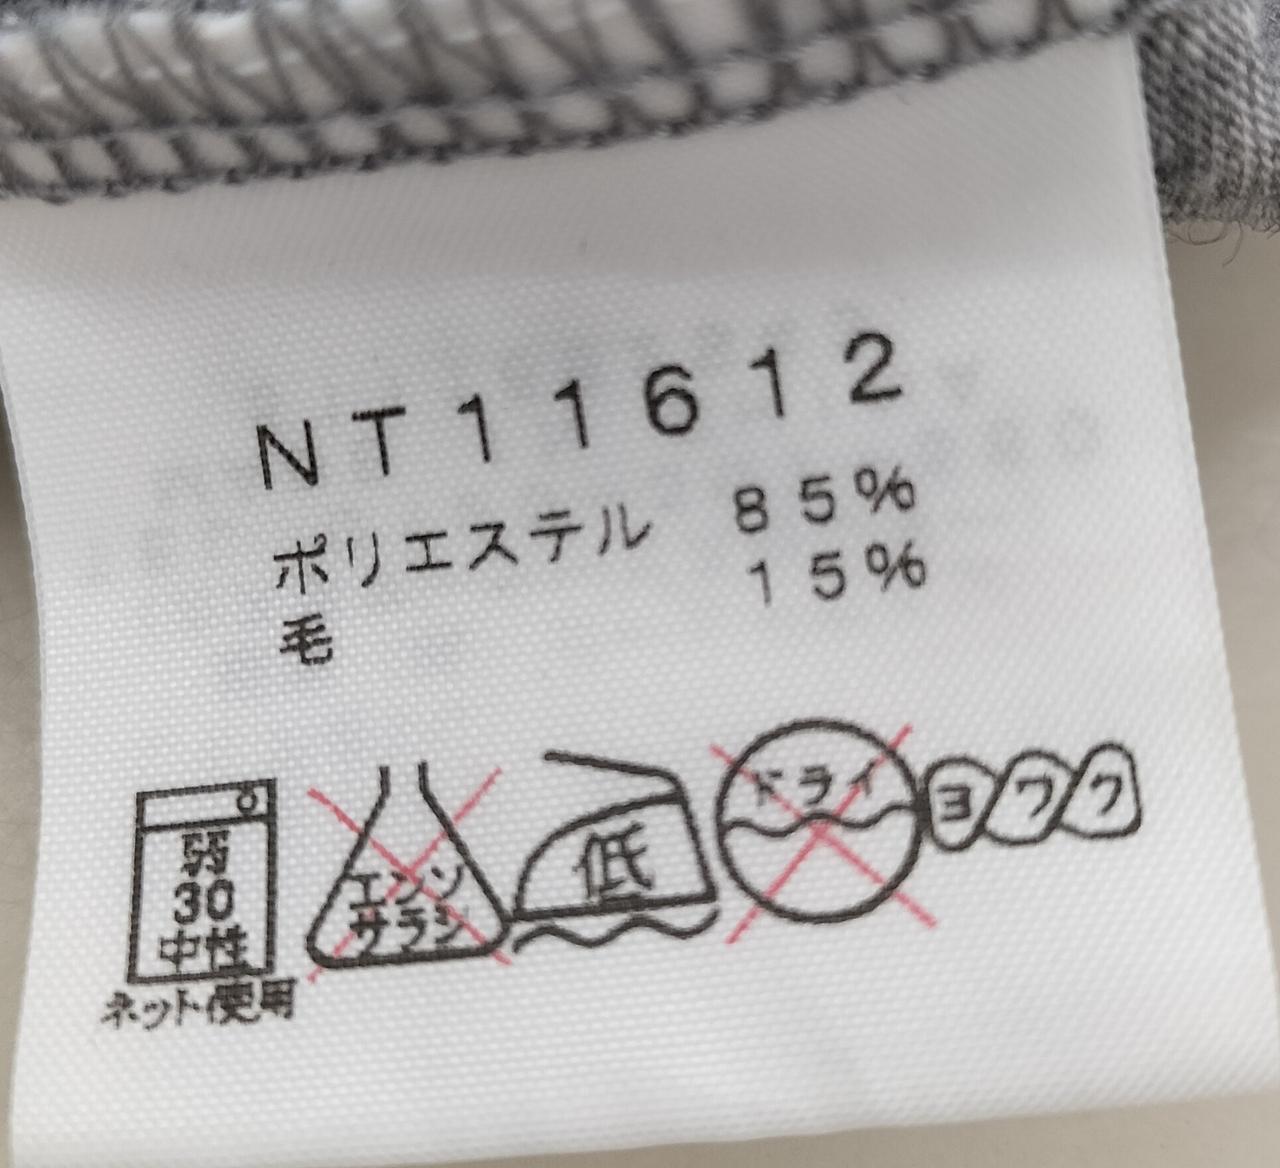 NT11612
ポリエステル 85%
毛 15%
弱
30
中性
ネット使用
エンソ
サラシ
低
ドライ
ヨワク